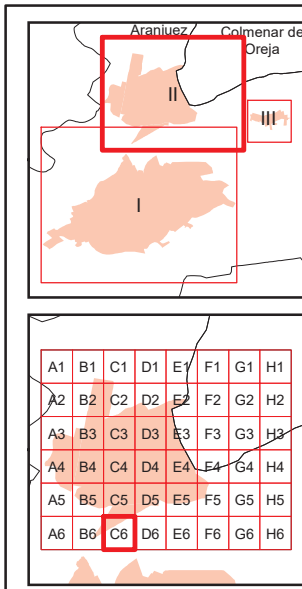 Aranjuez
Colmenar de
Oreja
II
III
I
A1 B1 C1 D1 E1 F1 G1 H1
A2 B2 C2 D2 E2 F2 G2 H2
A3 B3 C3 D3 E3 F3 G3 H3
A4 B4 C4 D4 E4 F4 G4 H4
A5 B5 C5 D5 E5 F5 G5 H5
A6 B6 C6 D6 E6 F6 G6 H6